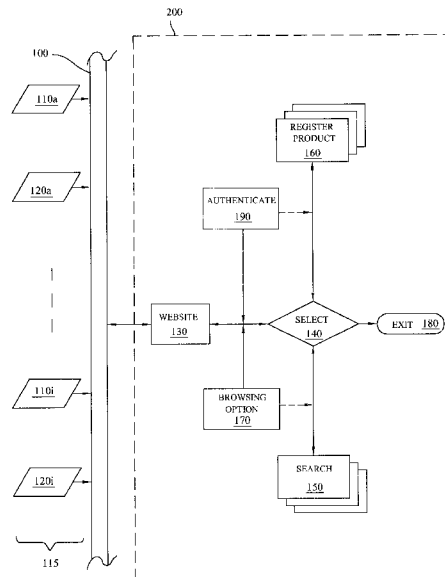 200
100
110a
REGISTER
PRODUCT
160
120a
AUTHENTICATE
190
WEBSITE
130
SELECT
140
EXIT 180
110i
BROWSING
OPTION
170
120i
SEARCH
150
115